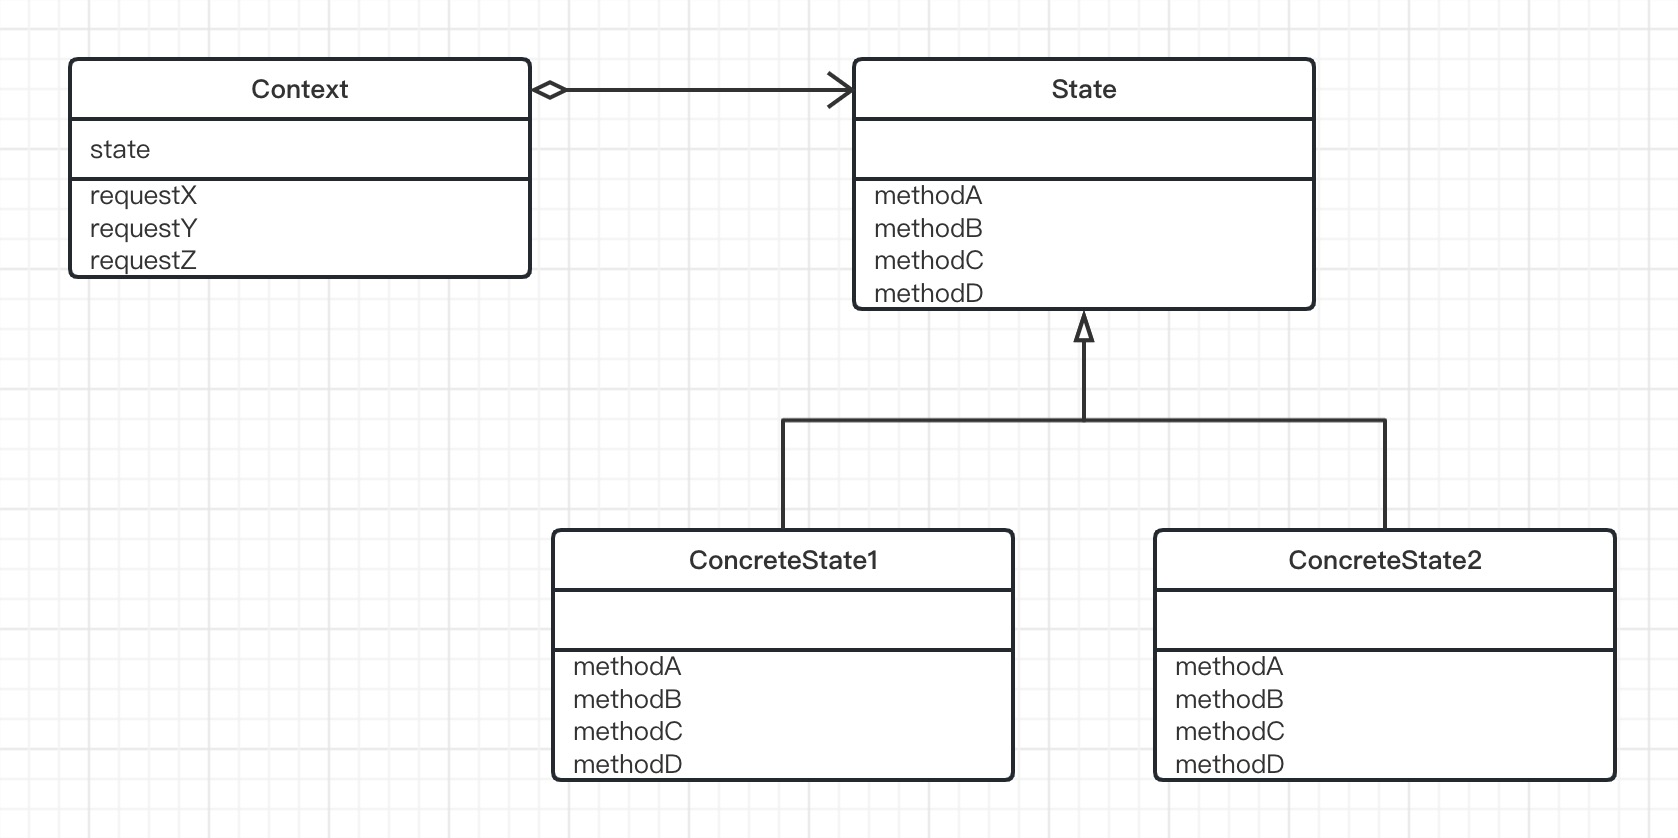 Context
state
requestX
requestY
requestZ
State
methodA
methodB
methodC
methodD
ConcreteState1
methodA
methodB
methodC
methodD
ConcreteState2
methodA
methodB
methodC
methodD